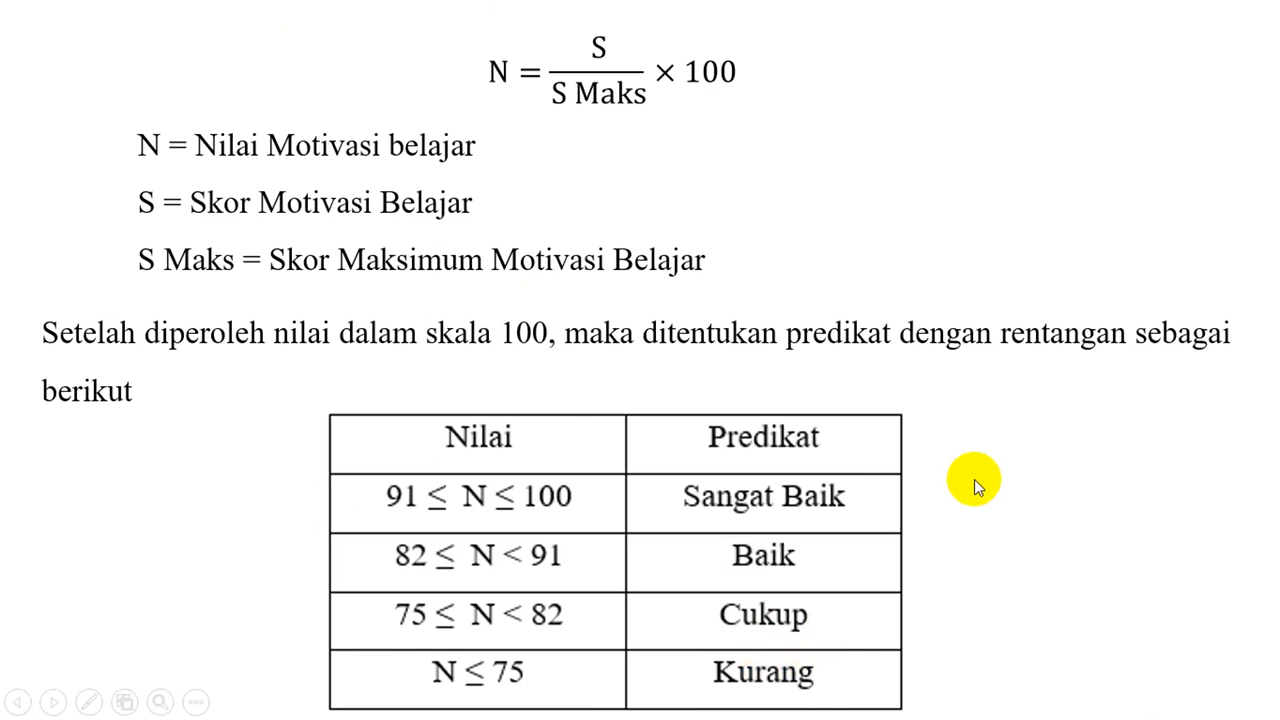 N = S / S Maks × 100
N = Nilai Motivasi belajar
S = Skor Motivasi Belajar
S Maks = Skor Maksimum Motivasi Belajar
Setelah diperoleh nilai dalam skala 100, maka ditentukan predikat dengan rentangan sebagai
berikut
Nilai Predikat
91 ≤ N ≤ 100 Sangat Baik
82 ≤ N < 91 Baik
75 ≤ N < 82 Cukup
N ≤ 75 Kurang